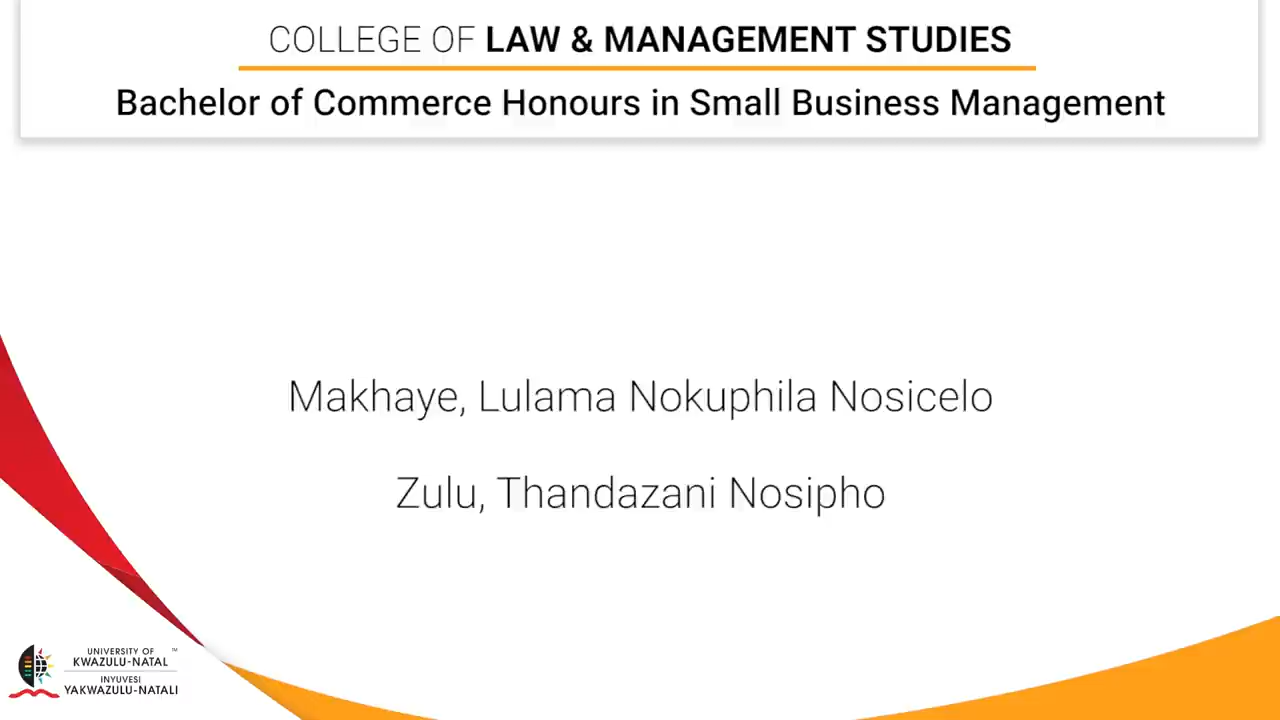 COLLEGE OF LAW & MANAGEMENT STUDIES
Bachelor of Commerce Honours in Small Business Management
Makhaye, Lulama Nokuphila Nosicelo
Zulu, Thandazani Nosipho
UNIVERSITY OF ™
KWAZULU-NATAL
INYUVESI
YAKWAZULU-NATALI